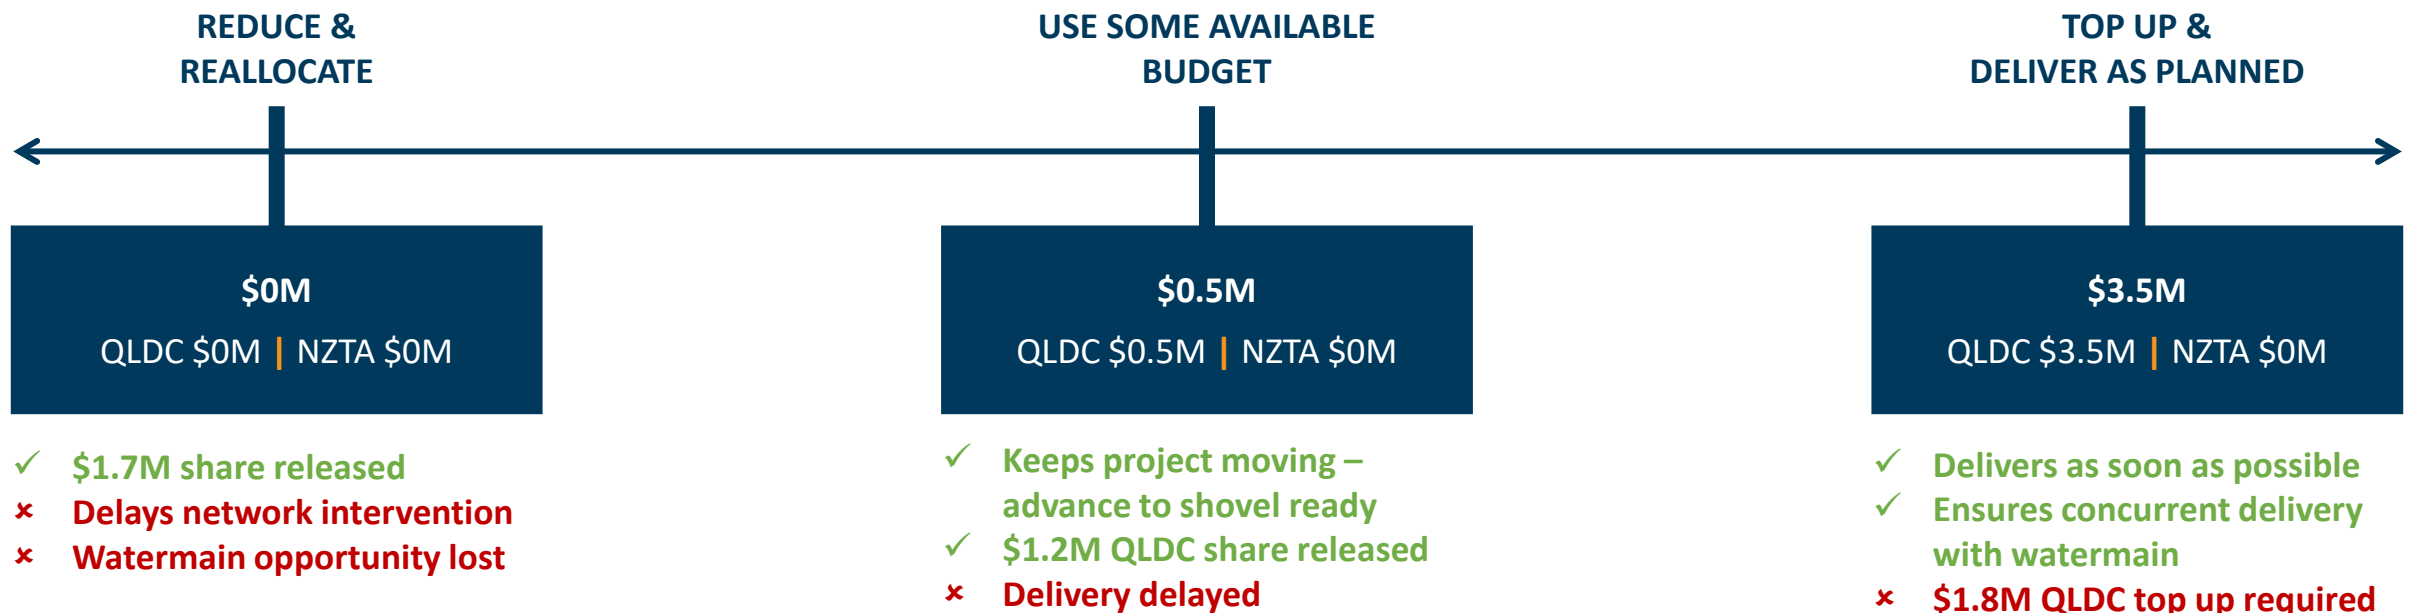 REDUCE &
REALLOCATE
$0M
QLDC $0M | NZTA $0M
✓ $1.7M share released
× Delays network intervention
× Watermain opportunity lost
USE SOME AVAILABLE
BUDGET
$0.5M
QLDC $0.5M | NZTA $0M
✓ Keeps project moving –
advance to shovel ready
✓ $1.2M QLDC share released
× Delivery delayed
TOP UP &
DELIVER AS PLANNED
$3.5M
QLDC $3.5M | NZTA $0M
✓ Delivers as soon as possible
✓ Ensures concurrent delivery
with watermain
× $1.8M QLDC top up required